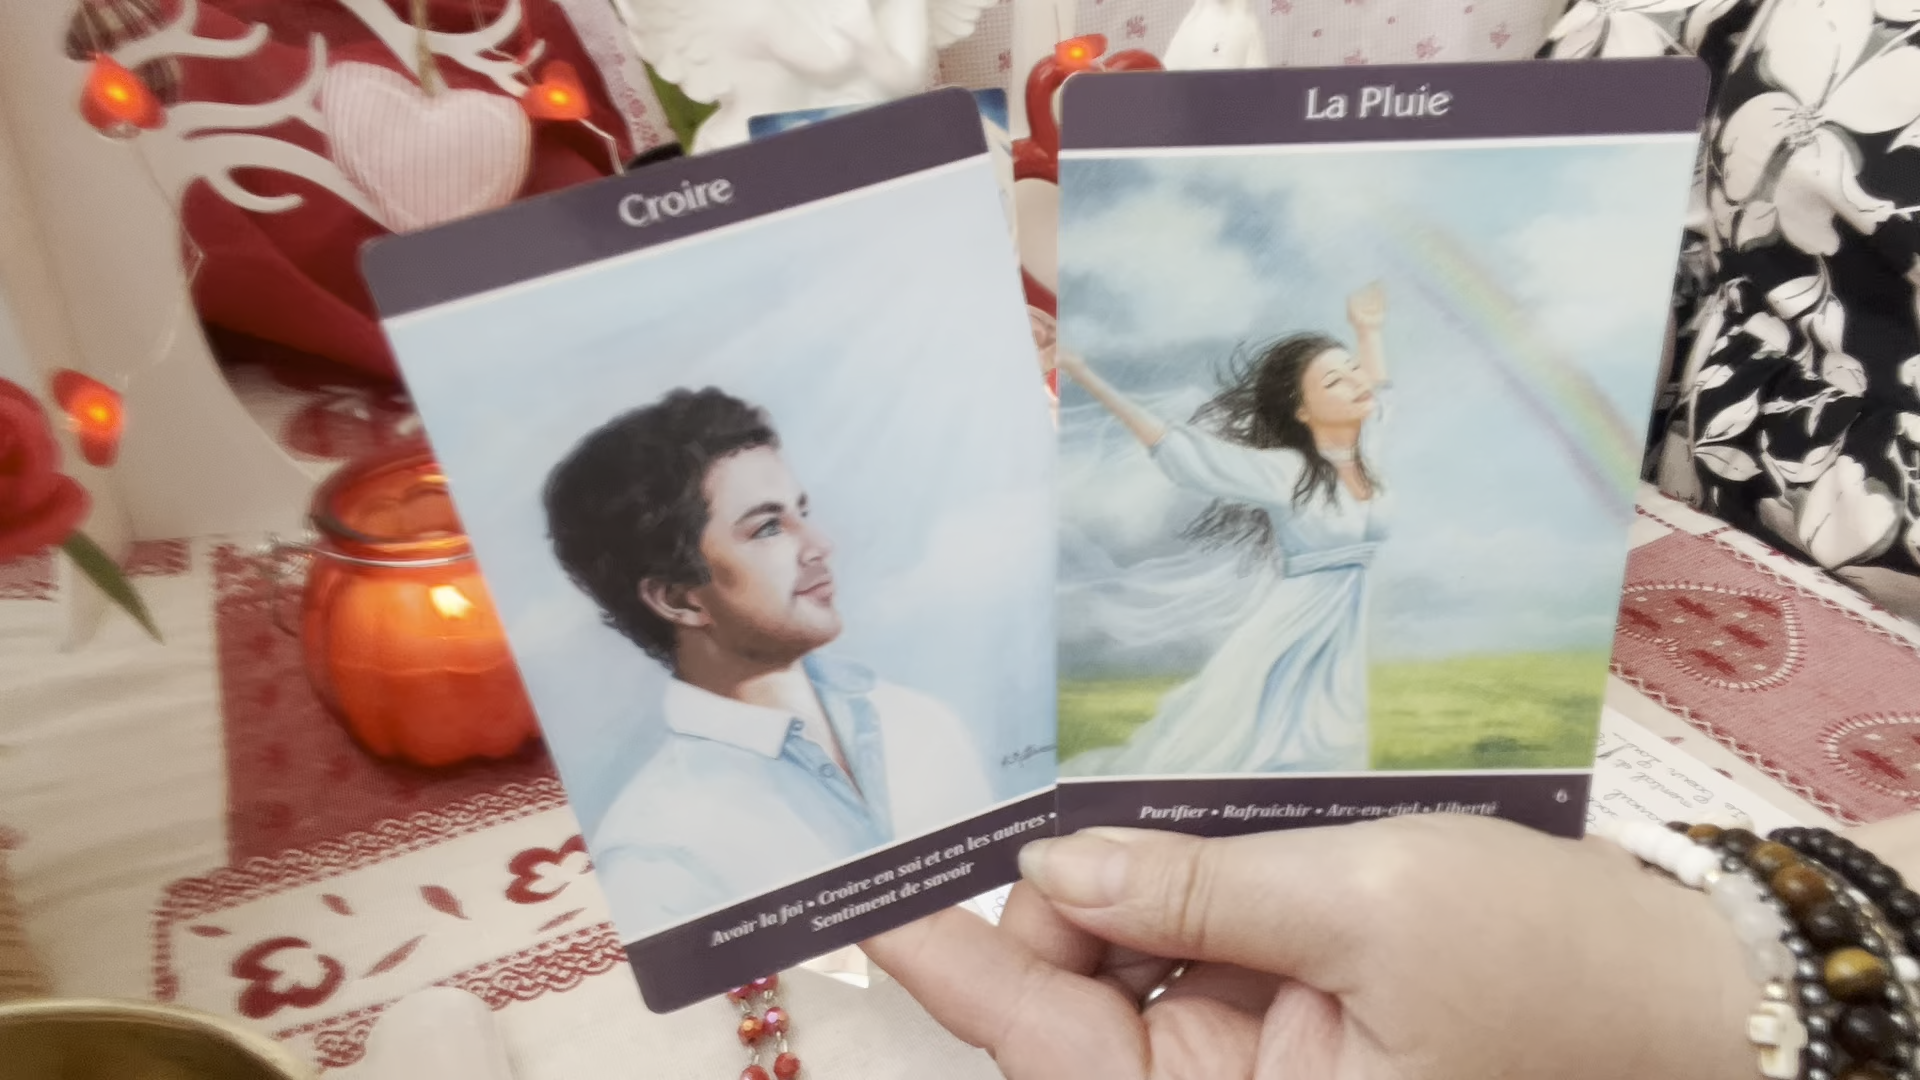 Croire
Avoir la foi • Croire en soi et en les autres •
Sentiment de savoir
La Pluie
Purifier • Rafraîchir • Arc-en-ciel • Liberté
6